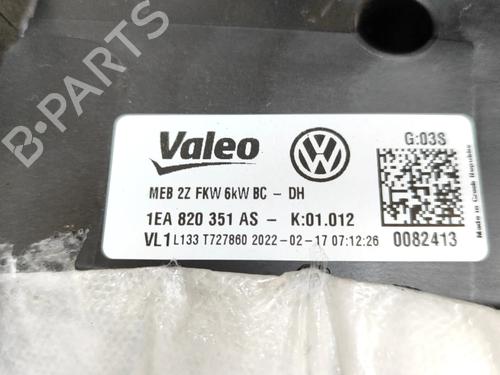 B-PARTS
Valeo
G:03S
MEB 2Z FKW 6kW BC - DH
1EA 820 351 AS - K:01.012
VL1 L133 T727860 2022-02-17 07:12:26
0082413
Made in Czech Republic